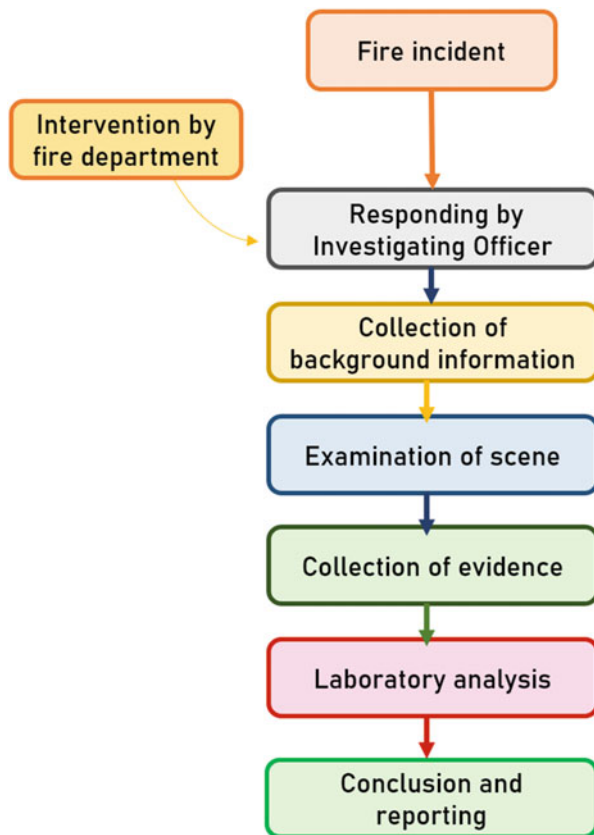 Fire incident
Intervention by
fire department
Responding by
Investigating Officer
Collection of
background information
Examination of scene
Collection of evidence
Laboratory analysis
Conclusion and
reporting